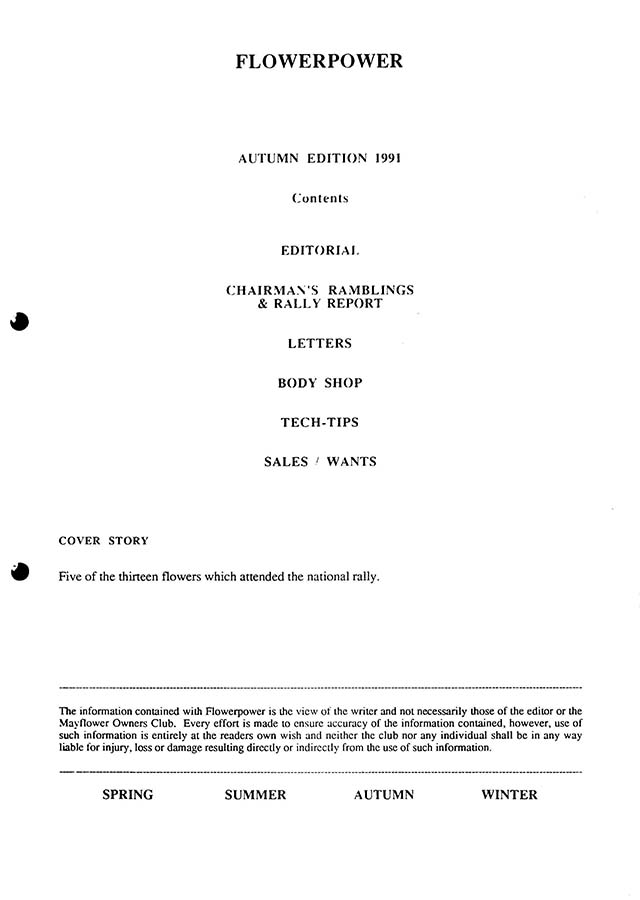 FLOWERPOWER
AUTUMN EDITION 1991
Contents
EDITORIAL
CHAIRMAN'S RAMBLINGS
& RALLY REPORT
LETTERS
BODY SHOP
TECH-TIPS
SALES / WANTS
COVER STORY
Five of the thirteen flowers which attended the national rally.
The information contained with Flowerpower is the view of the writer and not necessarily those of the editor or the
Mayflower Owners Club. Every effort is made to ensure accuracy of the information contained, however, use of
such information is entirely at the readers own wish and neither the club nor any individual shall be in any way
liable for injury, loss or damage resulting directly or indirectly from the use of such information.
SPRING SUMMER AUTUMN WINTER